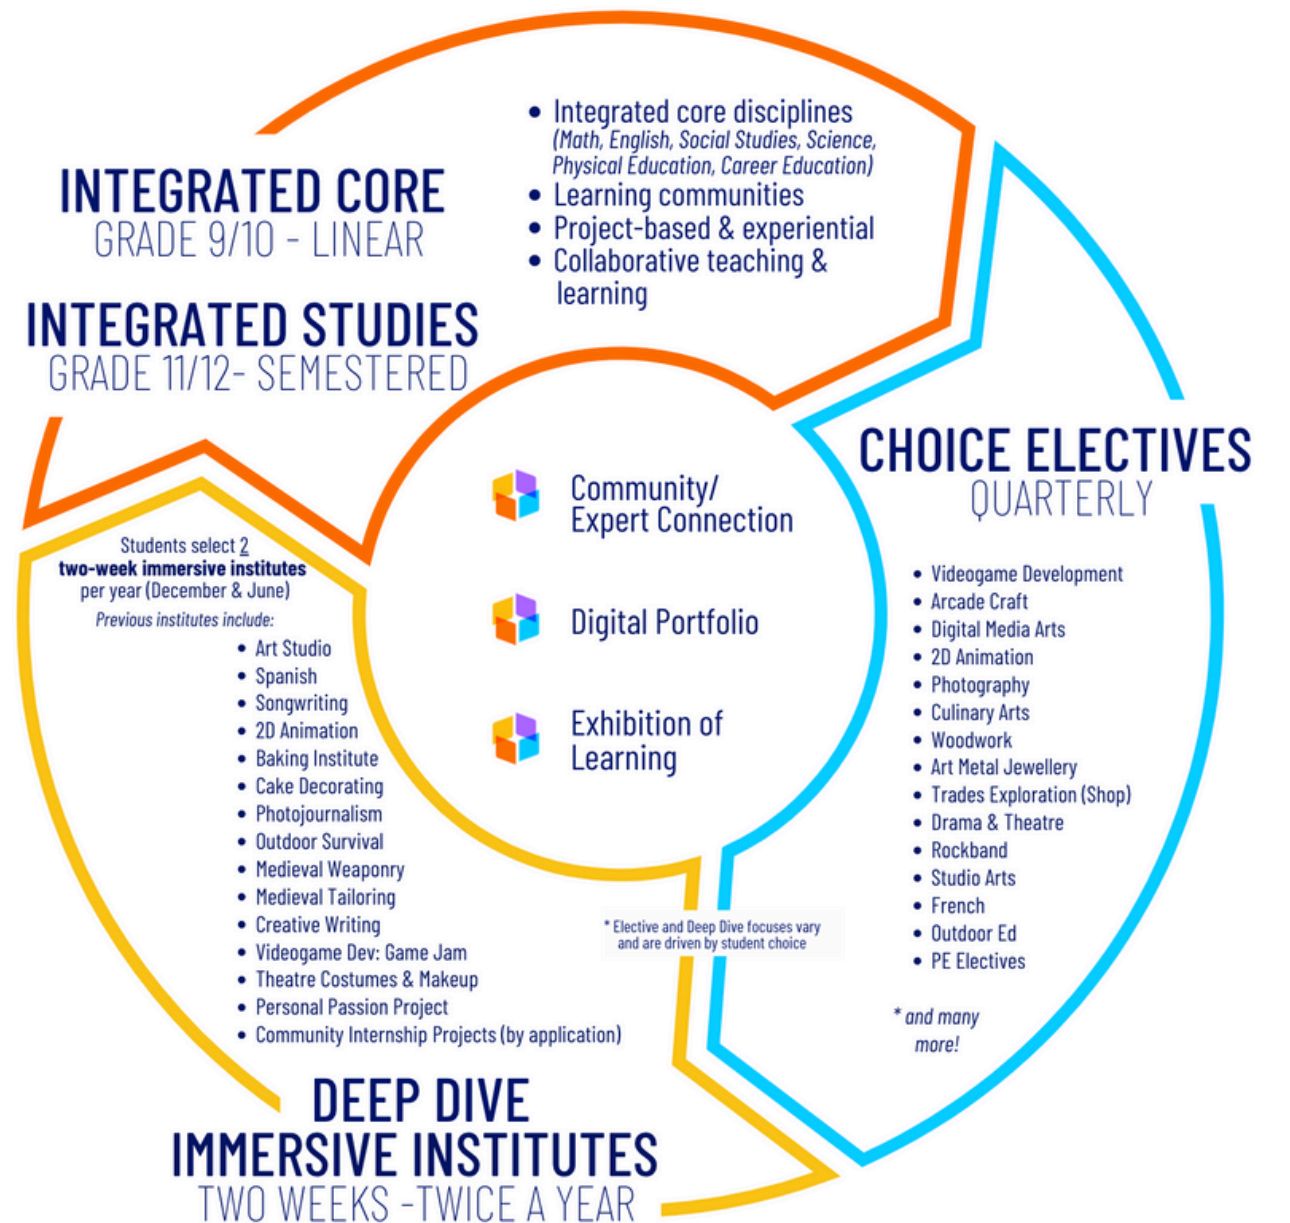 INTEGRATED CORE
GRADE 9/10 - LINEAR
INTEGRATED STUDIES
GRADE 11/12- SEMESTERED
• Integrated core disciplines
(Math, English, Social Studies, Science,
Physical Education, Career Education)
• Learning communities
• Project-based & experiential
• Collaborative teaching &
learning
CHOICE ELECTIVES
QUARTERLY
• Videogame Development
• Arcade Craft
• Digital Media Arts
• 2D Animation
• Photography
• Culinary Arts
• Woodwork
• Art Metal Jewellery
• Trades Exploration (Shop)
• Drama & Theatre
• Rockband
• Studio Arts
• French
• Outdoor Ed
• PE Electives
* and many
more!
Community/
Expert Connection
Digital Portfolio
Exhibition of
Learning
Students select 2
two-week immersive institutes
per year (December & June)
Previous institutes include:
• Art Studio
• Spanish
• Songwriting
• 2D Animation
• Baking Institute
• Cake Decorating
• Photojournalism
• Outdoor Survival
• Medieval Weaponry
• Medieval Tailoring
• Creative Writing
• Videogame Dev: Game Jam
• Theatre Costumes & Makeup
• Personal Passion Project
• Community Internship Projects (by application)
* Elective and Deep Dive focuses vary
and are driven by student choice
DEEP DIVE
IMMERSIVE INSTITUTES
TWO WEEKS -TWICE A YEAR